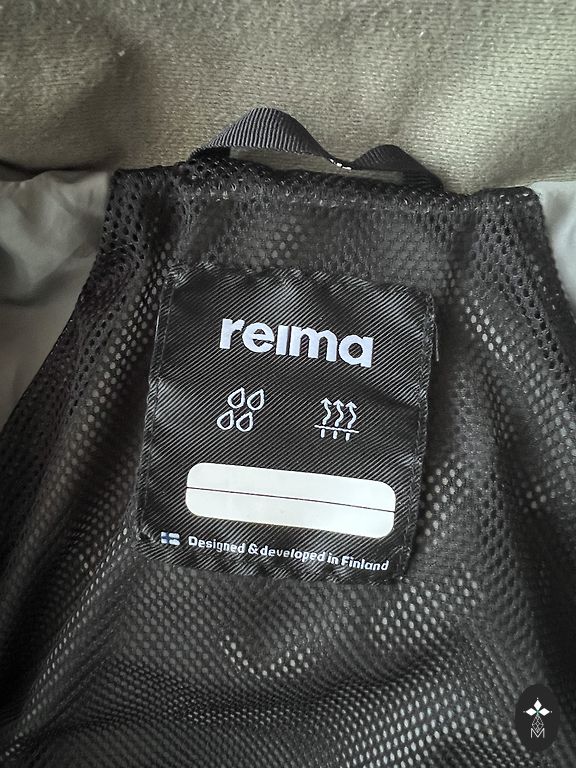 reima
Designed & developed in Finland
M